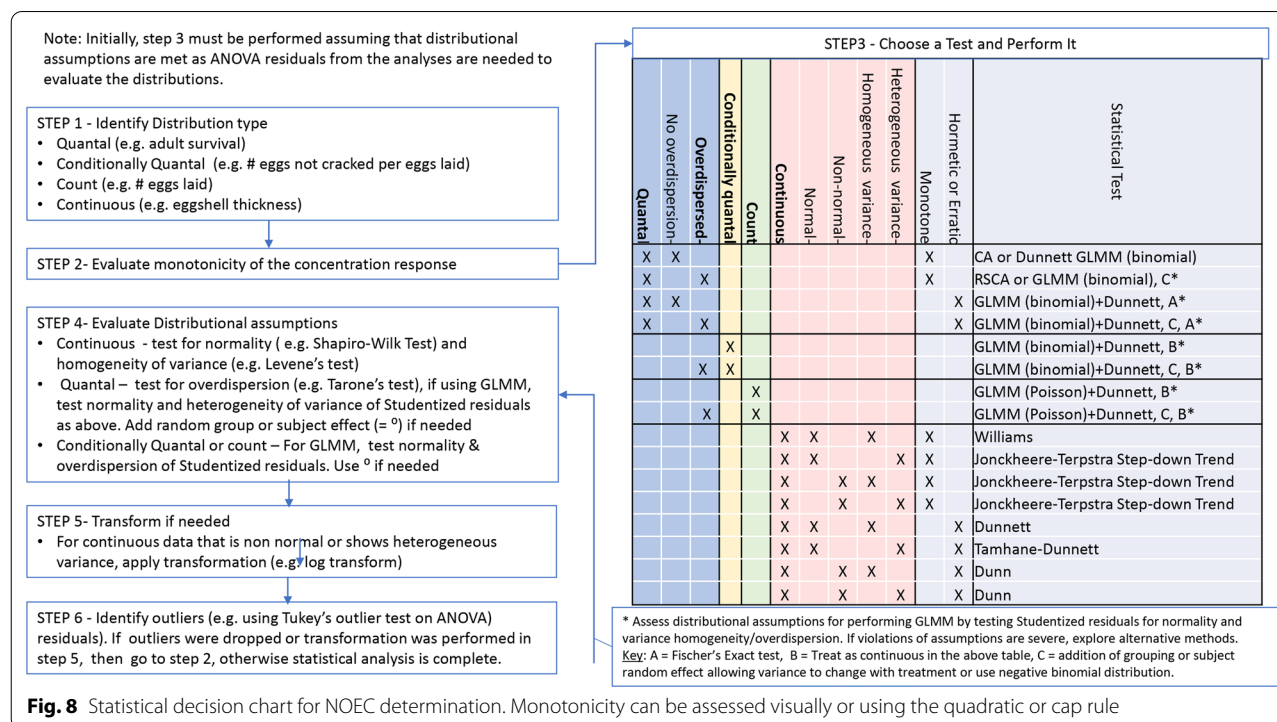 Note: Initially, step 3 must be performed assuming that distributional
assumptions are met as ANOVA residuals from the analyses are needed to
evaluate the distributions.
STEP 1 - Identify Distribution type
• Quantal (e.g. adult survival)
• Conditionally Quantal (e.g. # eggs not cracked per eggs laid)
• Count (e.g. # eggs laid)
• Continuous (e.g. eggshell thickness)
STEP 2- Evaluate monotonicity of the concentration response
STEP 4- Evaluate Distributional assumptions
• Continuous - test for normality ( e.g. Shapiro-Wilk Test) and
homogeneity of variance (e.g. Levene's test)
• Quantal – test for overdispersion (e.g. Tarone's test), if using GLMM,
test normality and heterogeneity of variance of Studentized residuals
as above. Add random group or subject effect (= ⁰) if needed
• Conditionally Quantal or count – For GLMM, test normality &
overdispersion of Studentized residuals. Use ⁰ if needed
STEP 5- Transform if needed
• For continuous data that is non normal or shows heterogeneous
variance, apply transformation (e.g. log transform)
STEP 6 - Identify outliers (e.g. using Tukey's outlier test on ANOVA)
residuals). If outliers were dropped or transformation was performed in
step 5, then go to step 2, otherwise statistical analysis is complete.
STEP3 - Choose a Test and Perform It
Quantal
No overdispersion-
Overdispersed-
Conditionally quantal
Count
Continuous
Normal-
Non-normal-
Homogeneous variance-
Heterogeneous variance-
Monotone
Hormetic or Erratic
Statistical Test
X X X CA or Dunnett GLMM (binomial)
X X X RSCA or GLMM (binomial), C*
X X X GLMM (binomial)+Dunnett, A*
X X X GLMM (binomial)+Dunnett, C, A*
X GLMM (binomial)+Dunnett, B*
X X GLMM (binomial)+Dunnett, C, B*
X GLMM (Poisson)+Dunnett, B*
X X GLMM (Poisson)+Dunnett, C, B*
X X X X Williams
X X X X Jonckheere-Terpstra Step-down Trend
X X X X Jonckheere-Terpstra Step-down Trend
X X X X Jonckheere-Terpstra Step-down Trend
X X X X Dunnett
X X X X Tamhane-Dunnett
X X X X Dunn
X X X X Dunn
* Assess distributional assumptions for performing GLMM by testing Studentized residuals for normality and
variance homogeneity/overdispersion. If violations of assumptions are severe, explore alternative methods.
Key: A = Fischer's Exact test, B = Treat as continuous in the above table, C = addition of grouping or subject
random effect allowing variance to change with treatment or use negative binomial distribution.
Fig. 8 Statistical decision chart for NOEC determination. Monotonicity can be assessed visually or using the quadratic or cap rule